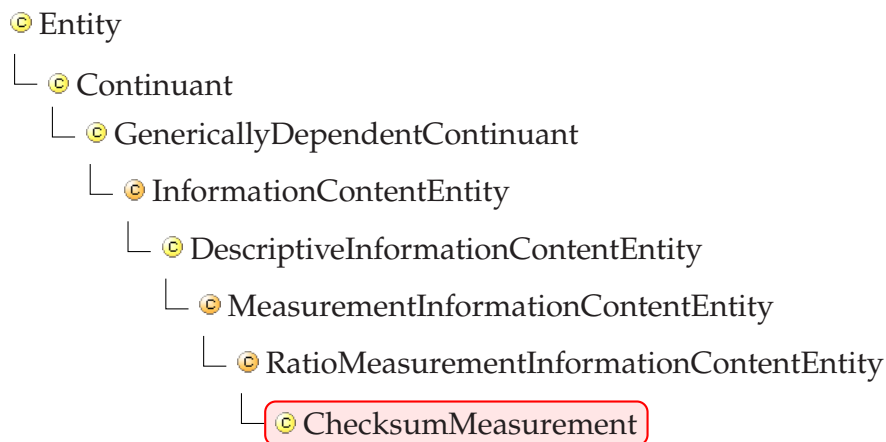 Entity
Continuant
GenericallyDependentContinuant
InformationContentEntity
DescriptiveInformationContentEntity
MeasurementInformationContentEntity
RatioMeasurementInformationContentEntity
ChecksumMeasurement